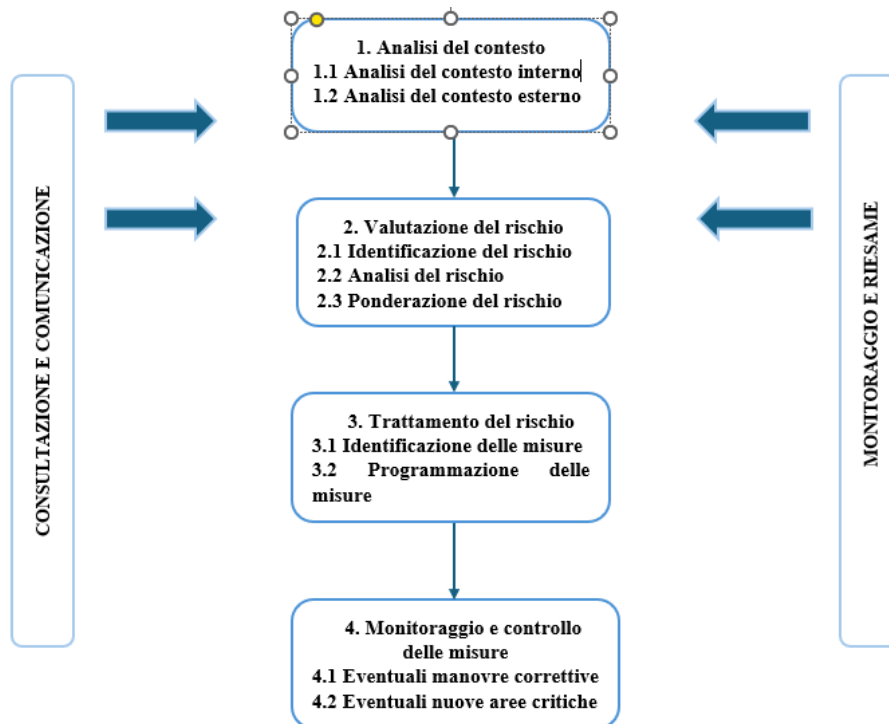 CONSULTAZIONE E COMUNICAZIONE
1. Analisi del contesto
1.1 Analisi del contesto interno
1.2 Analisi del contesto esterno
2. Valutazione del rischio
2.1 Identificazione del rischio
2.2 Analisi del rischio
2.3 Ponderazione del rischio
3. Trattamento del rischio
3.1 Identificazione delle misure
3.2 Programmazione delle
misure
4. Monitoraggio e controllo
delle misure
4.1 Eventuali manovre correttive
4.2 Eventuali nuove aree critiche
MONITORAGGIO E RIESAME